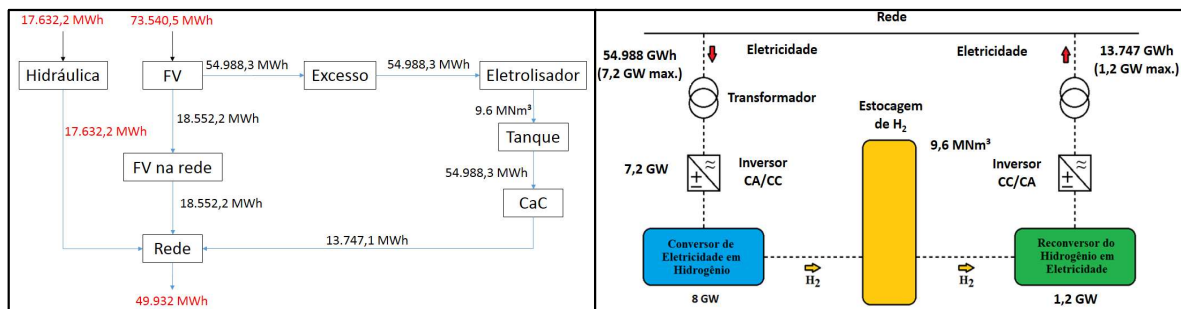 17.632,2 MWh
73.540,5 MWh
Hidráulica
FV
54.988,3 MWh
Excesso
54.988,3 MWh
Eletrolisador
9.6 MNm³
18.552,2 MWh
17.632,2 MWh
Tanque
FV na rede
54.988,3 MWh
CaC
18.552,2 MWh
13.747,1 MWh
Rede
49.932 MWh
Rede
54.988 GWh
(7,2 GW max.)
Eletricidade
Eletricidade
13.747 GWh
(1,2 GW max.)
Transformador
Estocagem
de H₂
9,6 MNm³
7,2 GW
Inversor
CA/CC
Inversor
CC/CA
Conversor de
Eletricidade em
Hidrogênio
H₂
H₂
Reconversor do
Hidrogênio em
Eletricidade
8 GW
1,2 GW